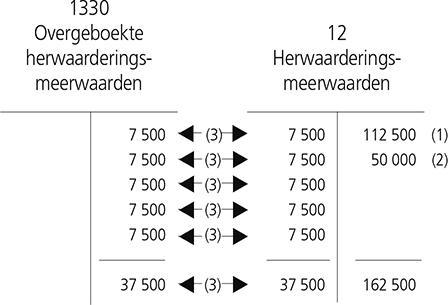 1330
Overgeboekte
herwaarderings-
meerwaarden
12
Herwaarderings-
meerwaarden
7 500 (3) 7 500 112 500 (1)
7 500 (3) 7 500 50 000 (2)
7 500 (3) 7 500
7 500 (3) 7 500
7 500 (3) 7 500
37 500 (3) 37 500 162 500